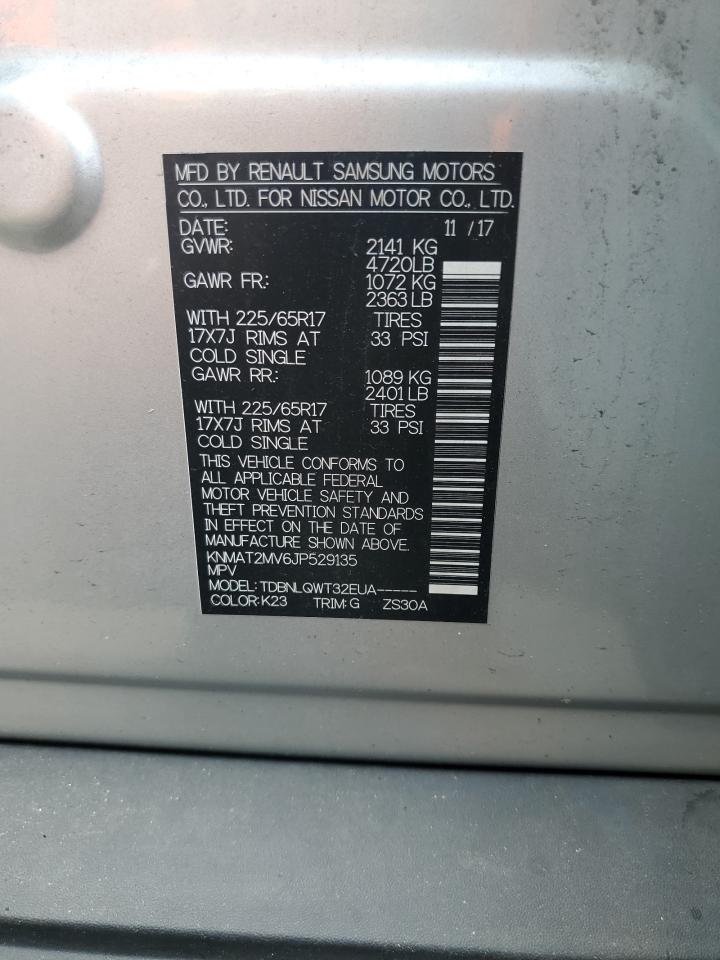 MFD BY RENAULT SAMSUNG MOTORS
CO., LTD. FOR NISSAN MOTOR CO., LTD.
DATE: 11 / 17
GVWR: 2141 KG
4720LB
GAWR FR.: 1072 KG
2363 LB
WITH 225/65R17 TIRES
17X7J RIMS AT 33 PSI
COLD SINGLE
GAWR RR.: 1089 KG
2401 LB
WITH 225/65R17 TIRES
17X7J RIMS AT 33 PSI
COLD SINGLE
THIS VEHICLE CONFORMS TO
ALL APPLICABLE FEDERAL
MOTOR VEHICLE SAFETY AND
THEFT PREVENTION STANDARDS
IN EFFECT ON THE DATE OF
MANUFACTURE SHOWN ABOVE.
KNMAT2MV6JP529135
MPV
MODEL: TDBNLQWT32EUA-----
COLOR: K23 TRIM: G ZS30A